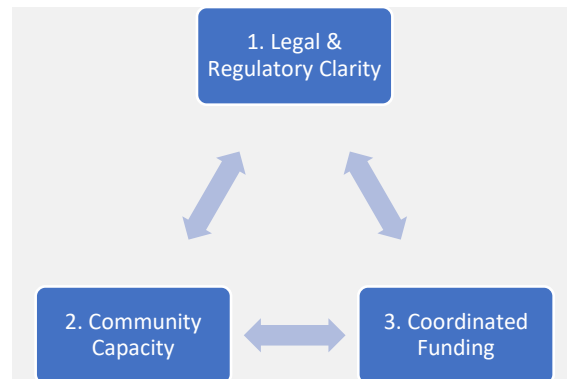 1. Legal &
Regulatory Clarity
2. Community
Capacity
3. Coordinated
Funding